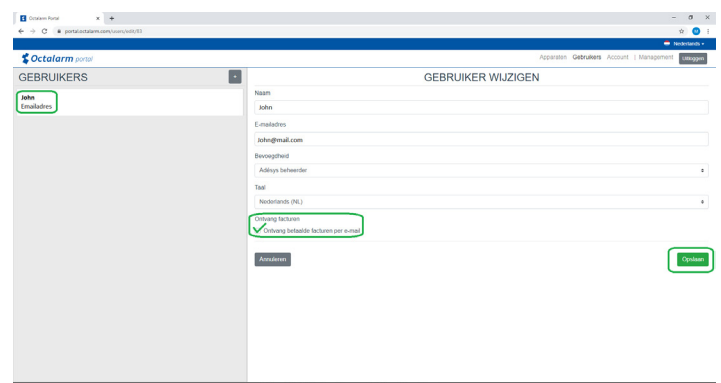 Octalarm Portal
portal.octalarm.com/users/edit/83
Nederlands
Octalarm portal
Apparaten Gebruikers Account | Management Uitloggen
GEBRUIKERS
GEBRUIKER WIJZIGEN
John
Emailadres
Naam
John
E-mailadres
John@mail.com
Bevoegdheid
Adésys beheerder
Taal
Nederlands (NL)
Ontvang facturen
Ontvang betaalde facturen per e-mail
Annuleren
Opslaan